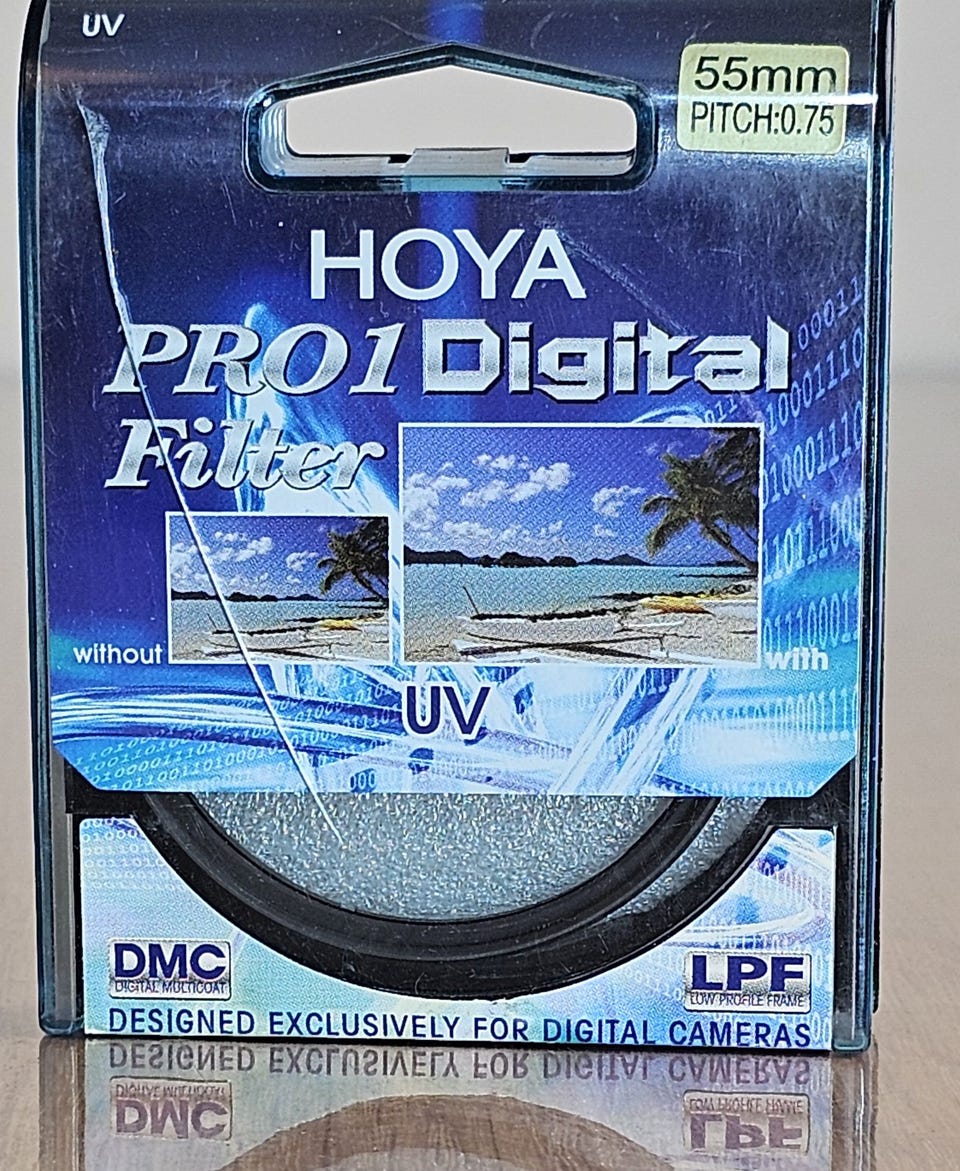 UV
55mm
PITCH:0.75
HOYA
PRO1 Digital
Filter
without
with
UV
DMC
DIGITAL MULTICOAT
LPF
LOW PROFILE FRAME
DESIGNED EXCLUSIVELY FOR DIGITAL CAMERAS